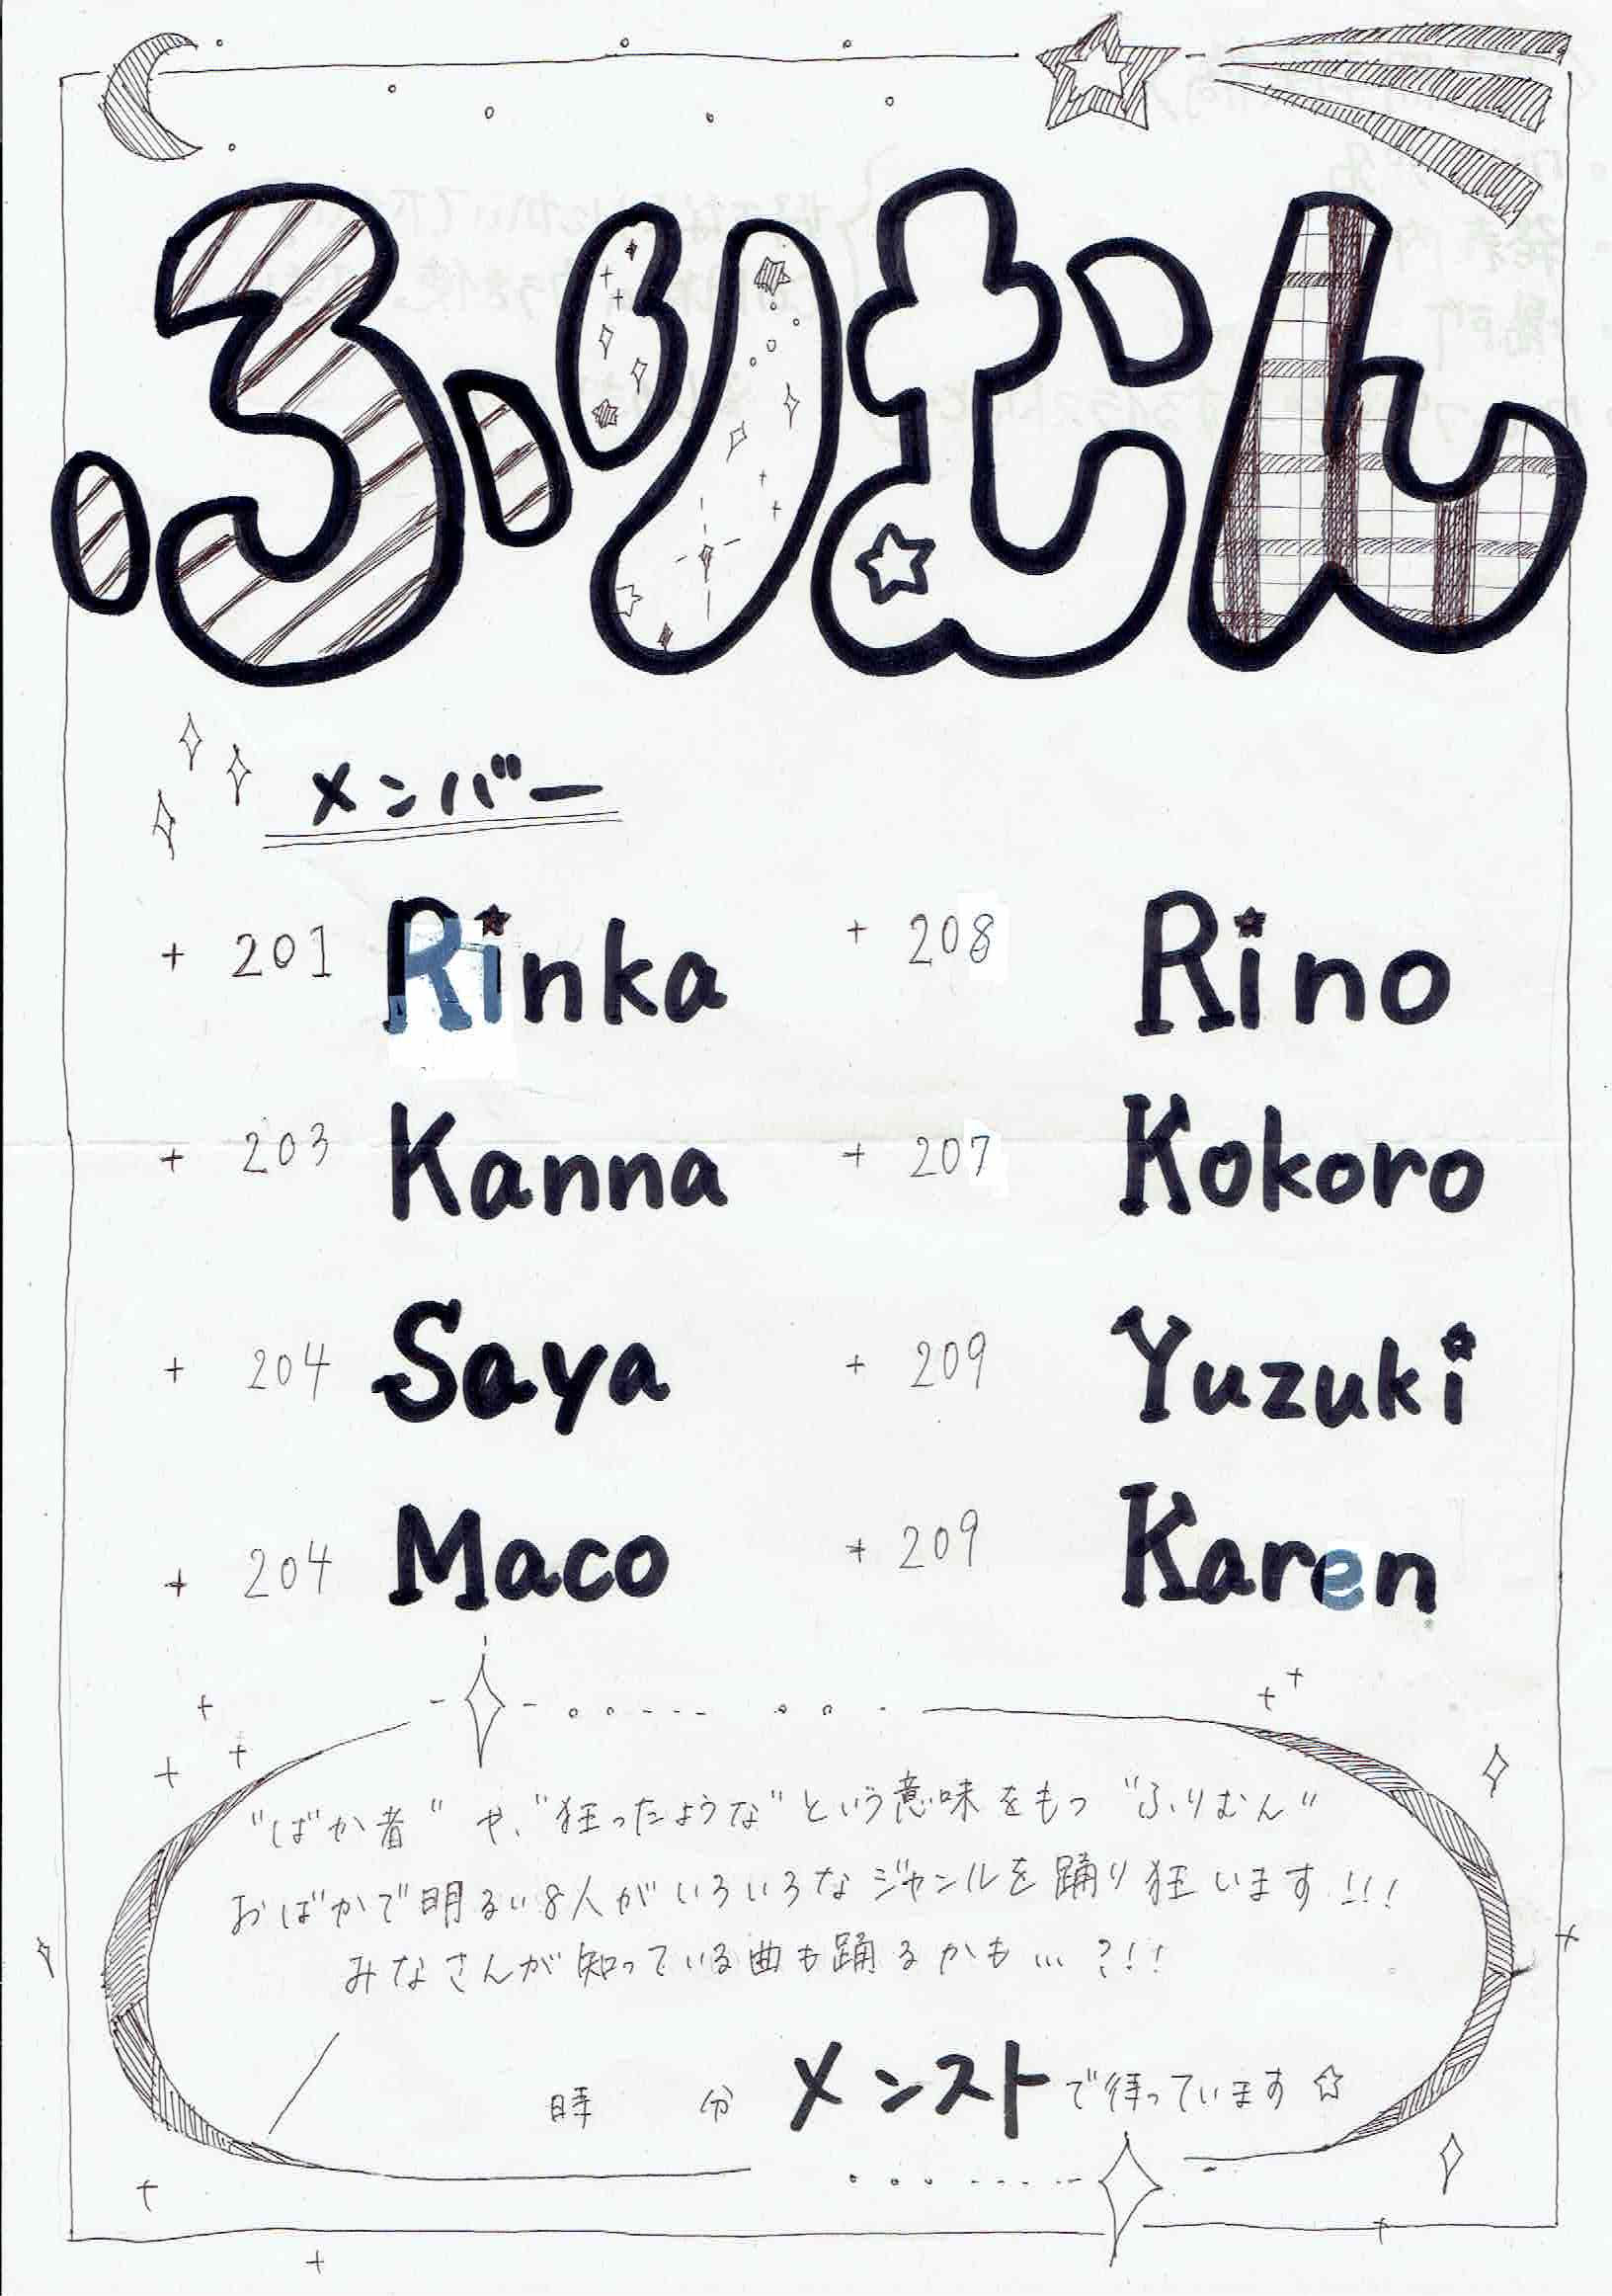 ふりむん
メンバー
+ 201 Rinka + 208 Rino
+ 203 Kanna + 207 Kokoro
+ 204 Saya + 209 Yuzuki
+ 204 Maco + 209 Karen
"ばか者" や、"狂ったような"という意味をもつ "ふりむん"
おばかで明るい8人がいろいろなジャンルを踊り狂います!!!
みなさんが知っている曲も踊るかも…?!!
/ 時 分 メンストで待っています☆